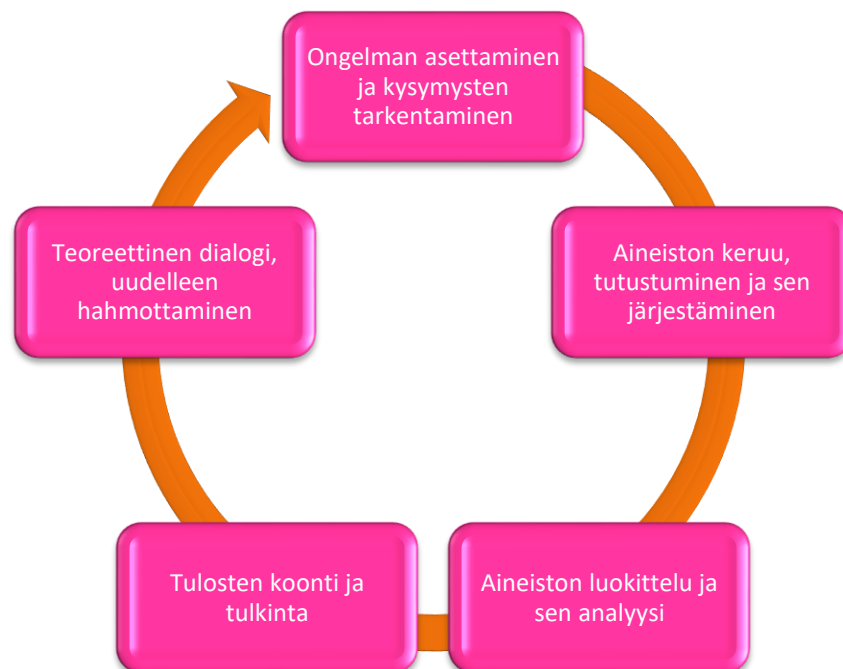 Ongelman asettaminen
ja kysymysten
tarkentaminen
Aineiston keruu,
tutustuminen ja sen
järjestäminen
Aineiston luokittelu ja
sen analyysi
Tulosten koonti ja
tulkinta
Teoreettinen dialogi,
uudelleen
hahmottaminen